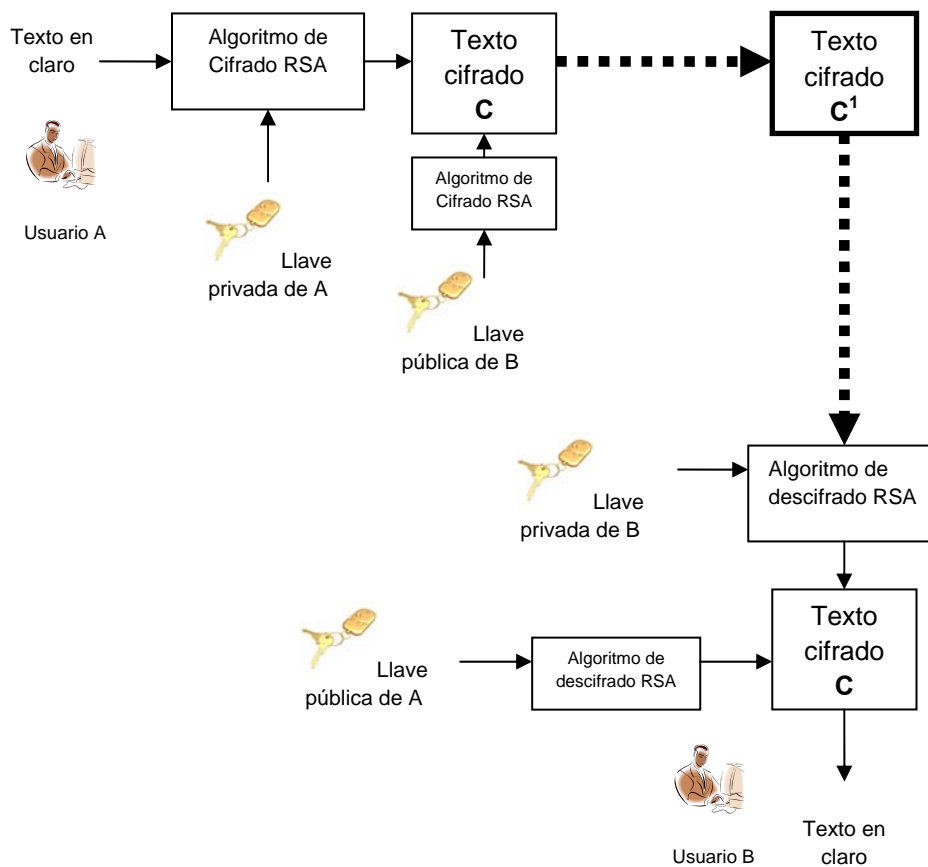 Texto en
claro
Algoritmo de
Cifrado RSA
Texto
cifrado
C
Texto
cifrado
C¹
Algoritmo de
Cifrado RSA
Usuario A
Llave
privada de A
Llave
pública de B
Llave
privada de B
Algoritmo de
descifrado RSA
Llave
pública de A
Algoritmo de
descifrado RSA
Texto
cifrado
C
Usuario B
Texto en
claro